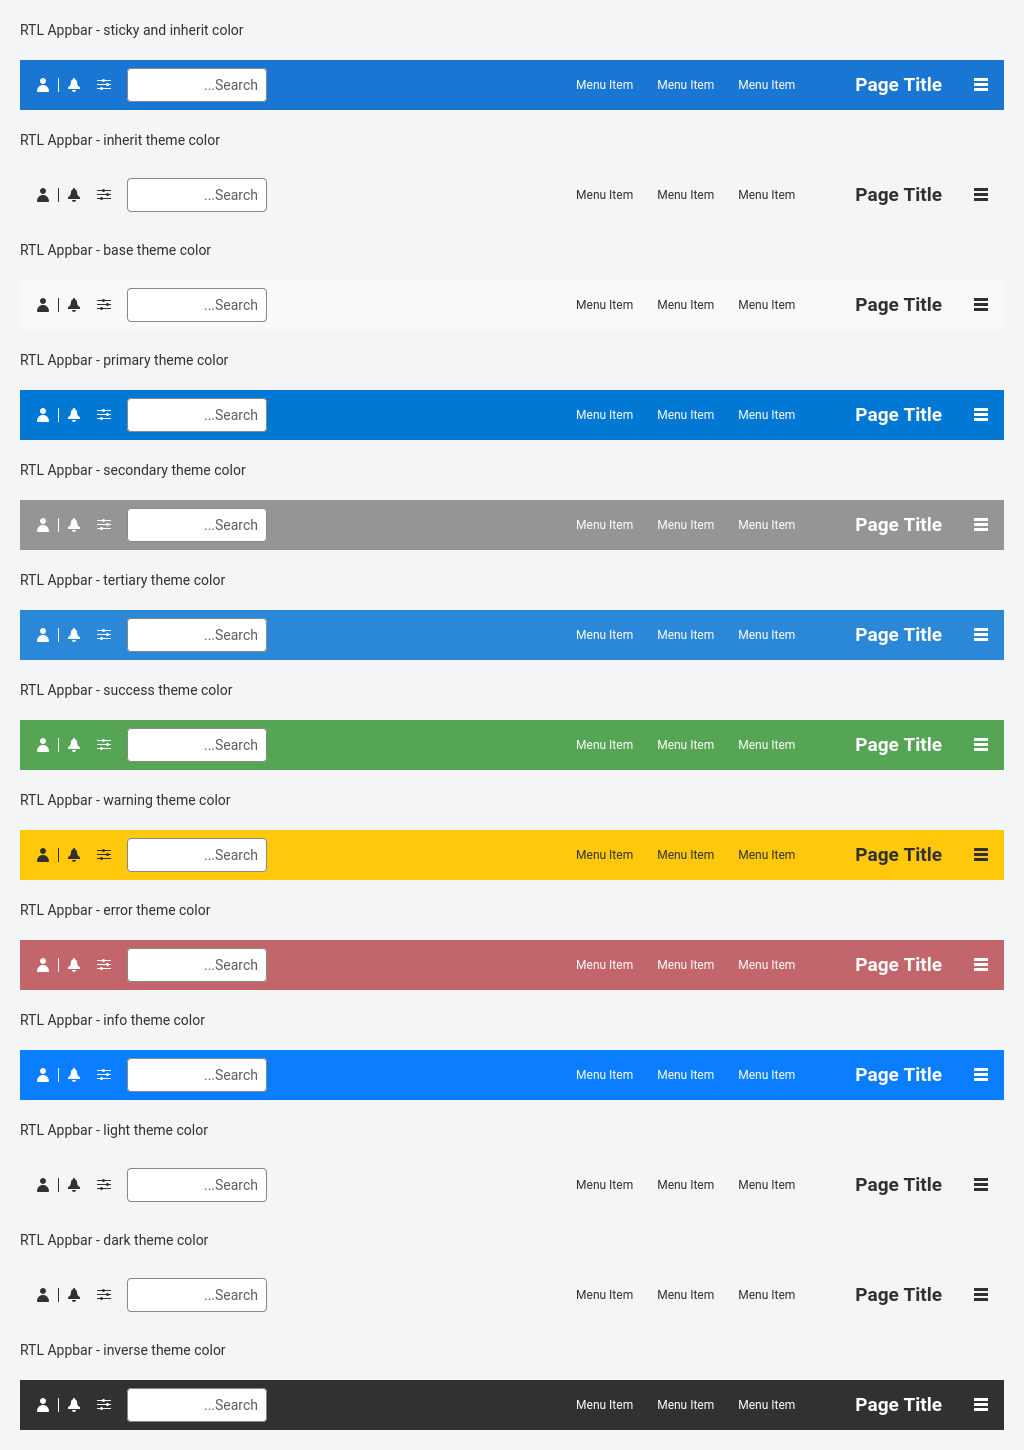 RTL Appbar - sticky and inherit color
...Search Menu Item Menu Item Menu Item Page Title
RTL Appbar - inherit theme color
...Search Menu Item Menu Item Menu Item Page Title
RTL Appbar - base theme color
...Search Menu Item Menu Item Menu Item Page Title
RTL Appbar - primary theme color
...Search Menu Item Menu Item Menu Item Page Title
RTL Appbar - secondary theme color
...Search Menu Item Menu Item Menu Item Page Title
RTL Appbar - tertiary theme color
...Search Menu Item Menu Item Menu Item Page Title
RTL Appbar - success theme color
...Search Menu Item Menu Item Menu Item Page Title
RTL Appbar - warning theme color
...Search Menu Item Menu Item Menu Item Page Title
RTL Appbar - error theme color
...Search Menu Item Menu Item Menu Item Page Title
RTL Appbar - info theme color
...Search Menu Item Menu Item Menu Item Page Title
RTL Appbar - light theme color
...Search Menu Item Menu Item Menu Item Page Title
RTL Appbar - dark theme color
...Search Menu Item Menu Item Menu Item Page Title
RTL Appbar - inverse theme color
...Search Menu Item Menu Item Menu Item Page Title